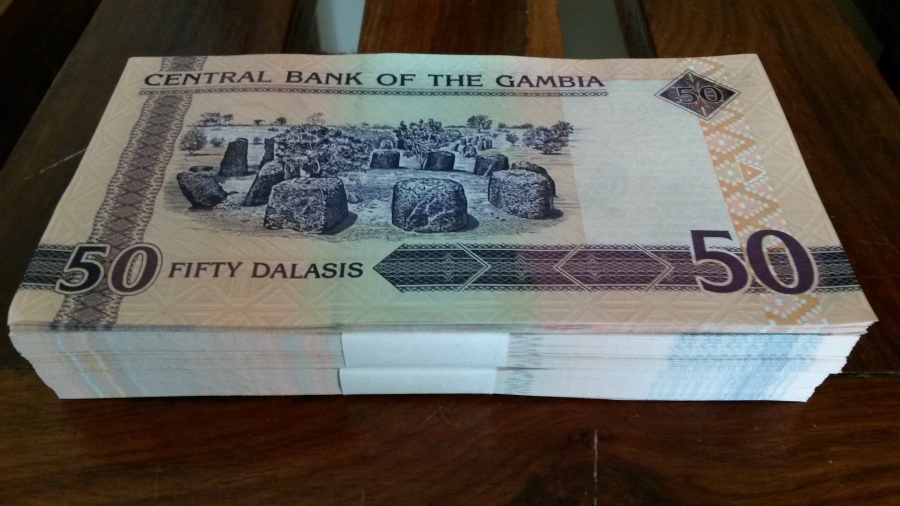 CENTRAL BANK OF THE GAMBIA
50
50 FIFTY DALASIS
50